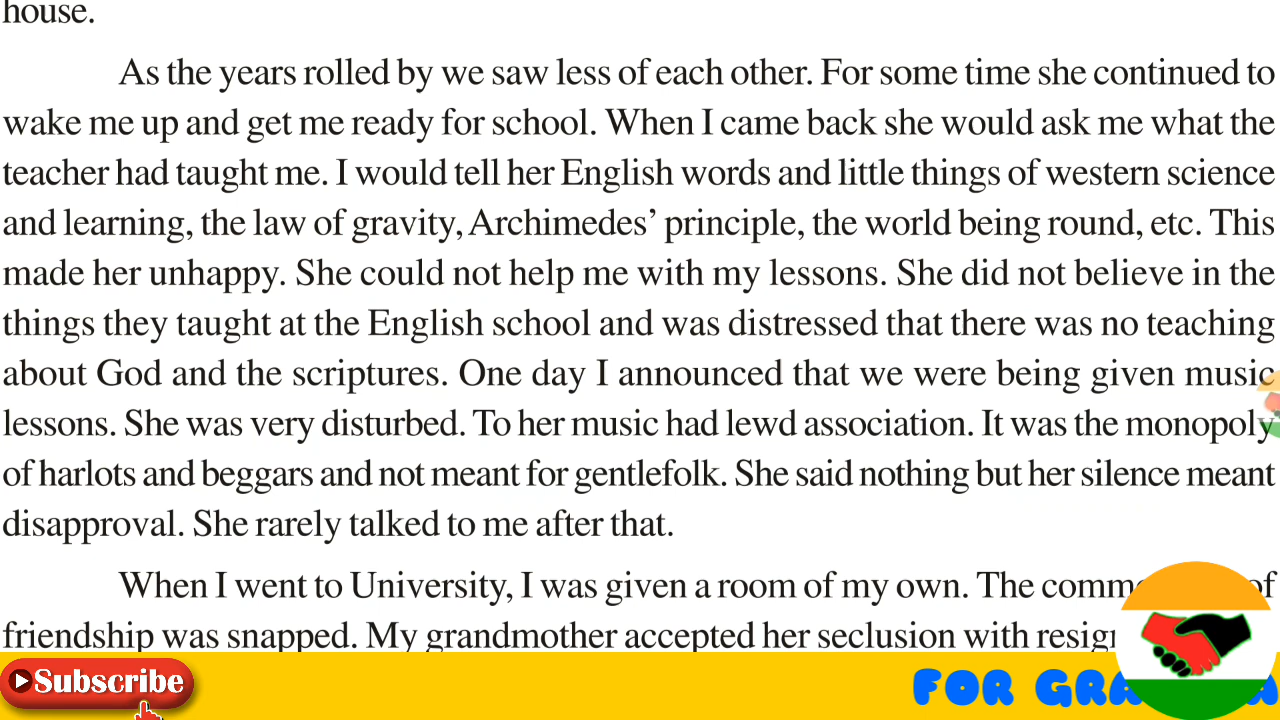 house.
As the years rolled by we saw less of each other. For some time she continued to
wake me up and get me ready for school. When I came back she would ask me what the
teacher had taught me. I would tell her English words and little things of western science
and learning, the law of gravity, Archimedes’ principle, the world being round, etc. This
made her unhappy. She could not help me with my lessons. She did not believe in the
things they taught at the English school and was distressed that there was no teaching
about God and the scriptures. One day I announced that we were being given music
lessons. She was very disturbed. To her music had lewd association. It was the monopoly
of harlots and beggars and not meant for gentlefolk. She said nothing but her silence meant
disapproval. She rarely talked to me after that.
When I went to University, I was given a room of my own. The of
friendship was snapped. My grandmother accepted her seclusion with
Subscribe
FOR